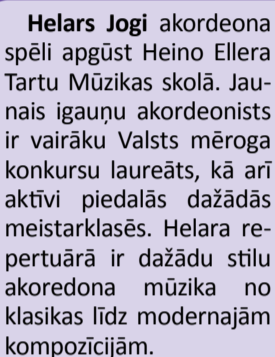 Helars Jogi akordeona
spēli apgūst Heino Ellera
Tartu Mūzikas skolā. Jau-
nais igauņu akordeonists
ir vairāku Valsts mēroga
konkursu laureāts, kā arī
aktīvi piedalās dažādās
meistarklasēs. Helara re-
pertuārā ir dažādu stilu
akoredona mūzika no
klasikas līdz modernajām
kompozīcijām.